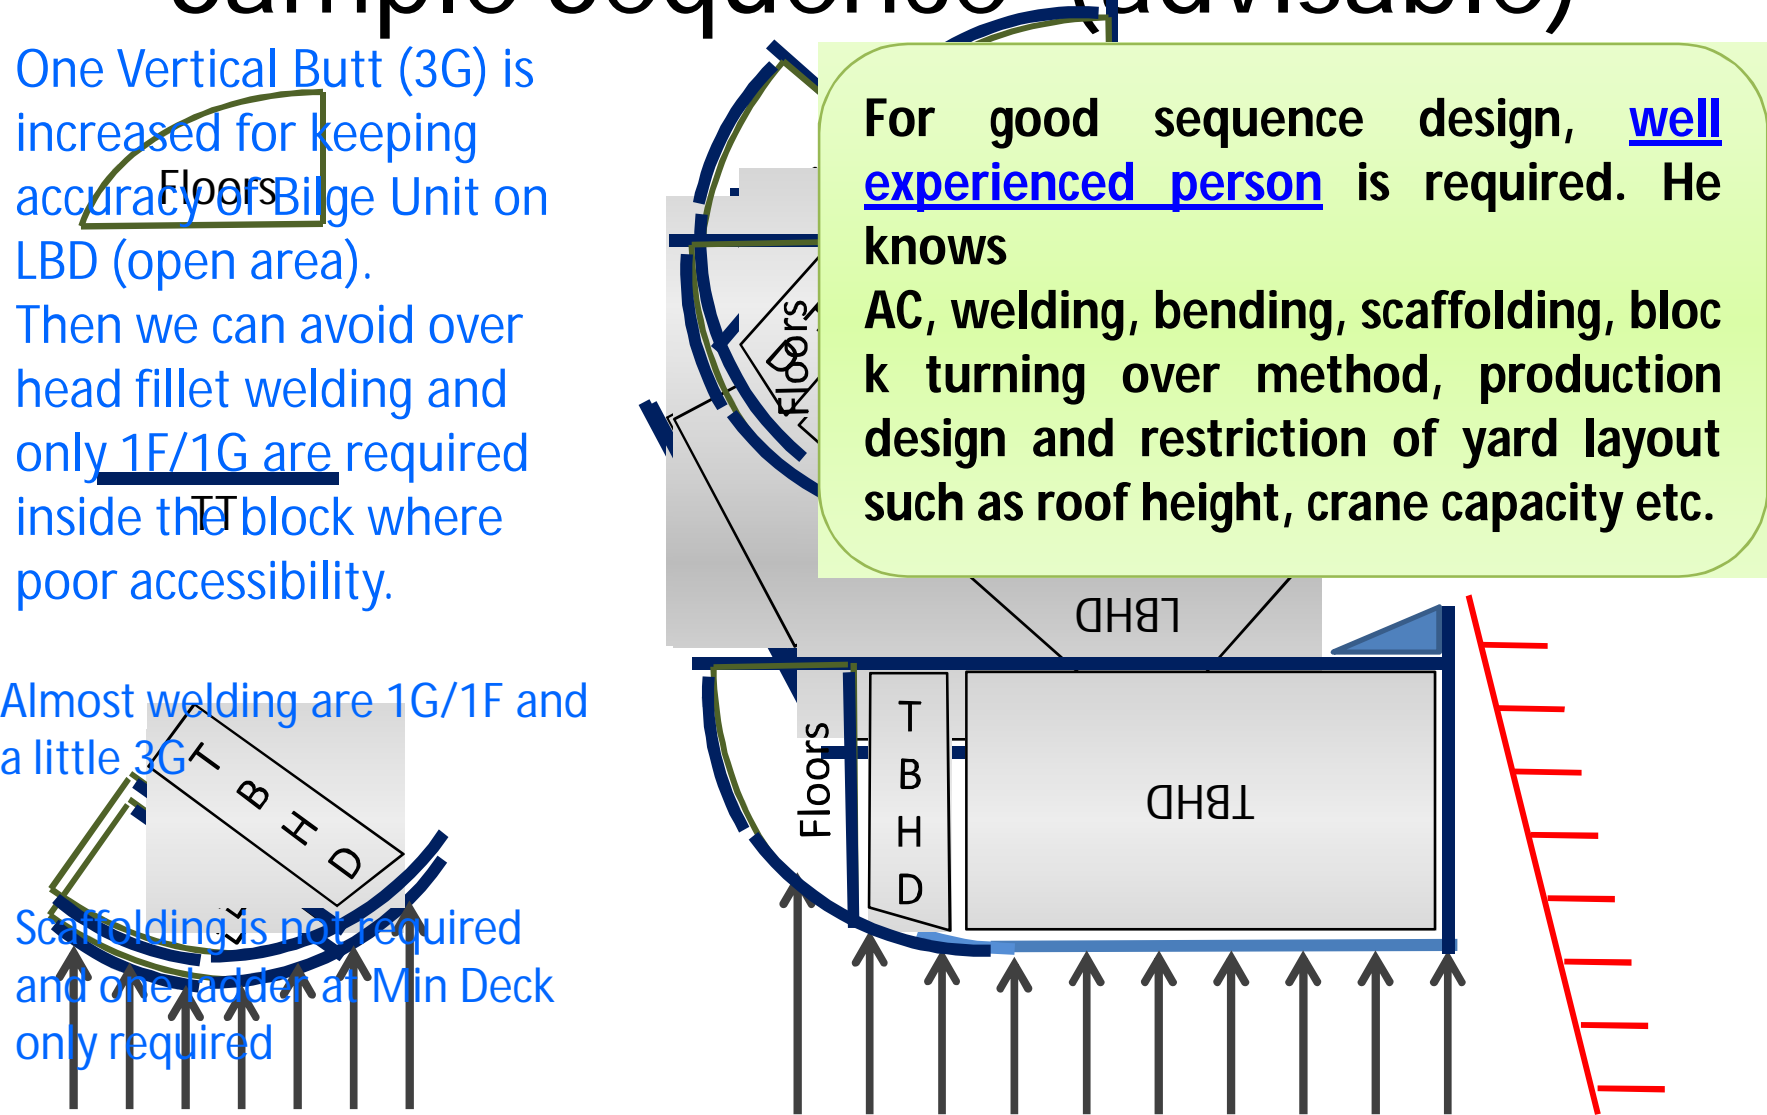 sample sequence (advisable)
One Vertical Butt (3G) is
increased for keeping
accuracy of Bilge Unit on
LBD (open area).
Then we can avoid over
head fillet welding and
only 1F/1G are required
inside the block where
poor accessibility.
Floors
TT
Almost welding are 1G/1F and
a little 3G
T
B
H
D
Scaffolding is not required
and one ladder at Min Deck
only required
For good sequence design, well
experienced person is required. He
knows
AC, welding, bending, scaffolding, bloc
k turning over method, production
design and restriction of yard layout
such as roof height, crane capacity etc.
Floors
LBHD
Floors
T
B
H
D
TBHD